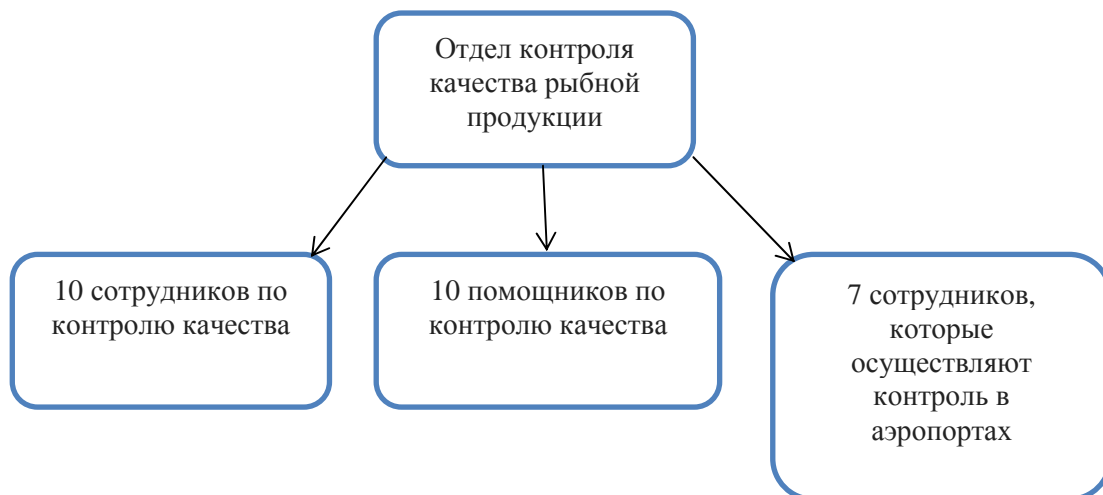 Отдел контроля
качества рыбной
продукции
10 сотрудников по
контролю качества
10 помощников по
контролю качества
7 сотрудников,
которые
осуществляют
контроль в
аэропортах